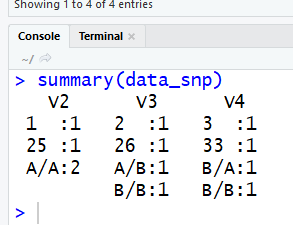 Showing 1 to 4 of 4 entries
Console Terminal ×
~/
> summary(data_snp)
V2 V3 V4
1 :1 2 :1 3 :1
25 :1 26 :1 33 :1
A/A:2 A/B:1 B/A:1
B/B:1 B/B:1
>